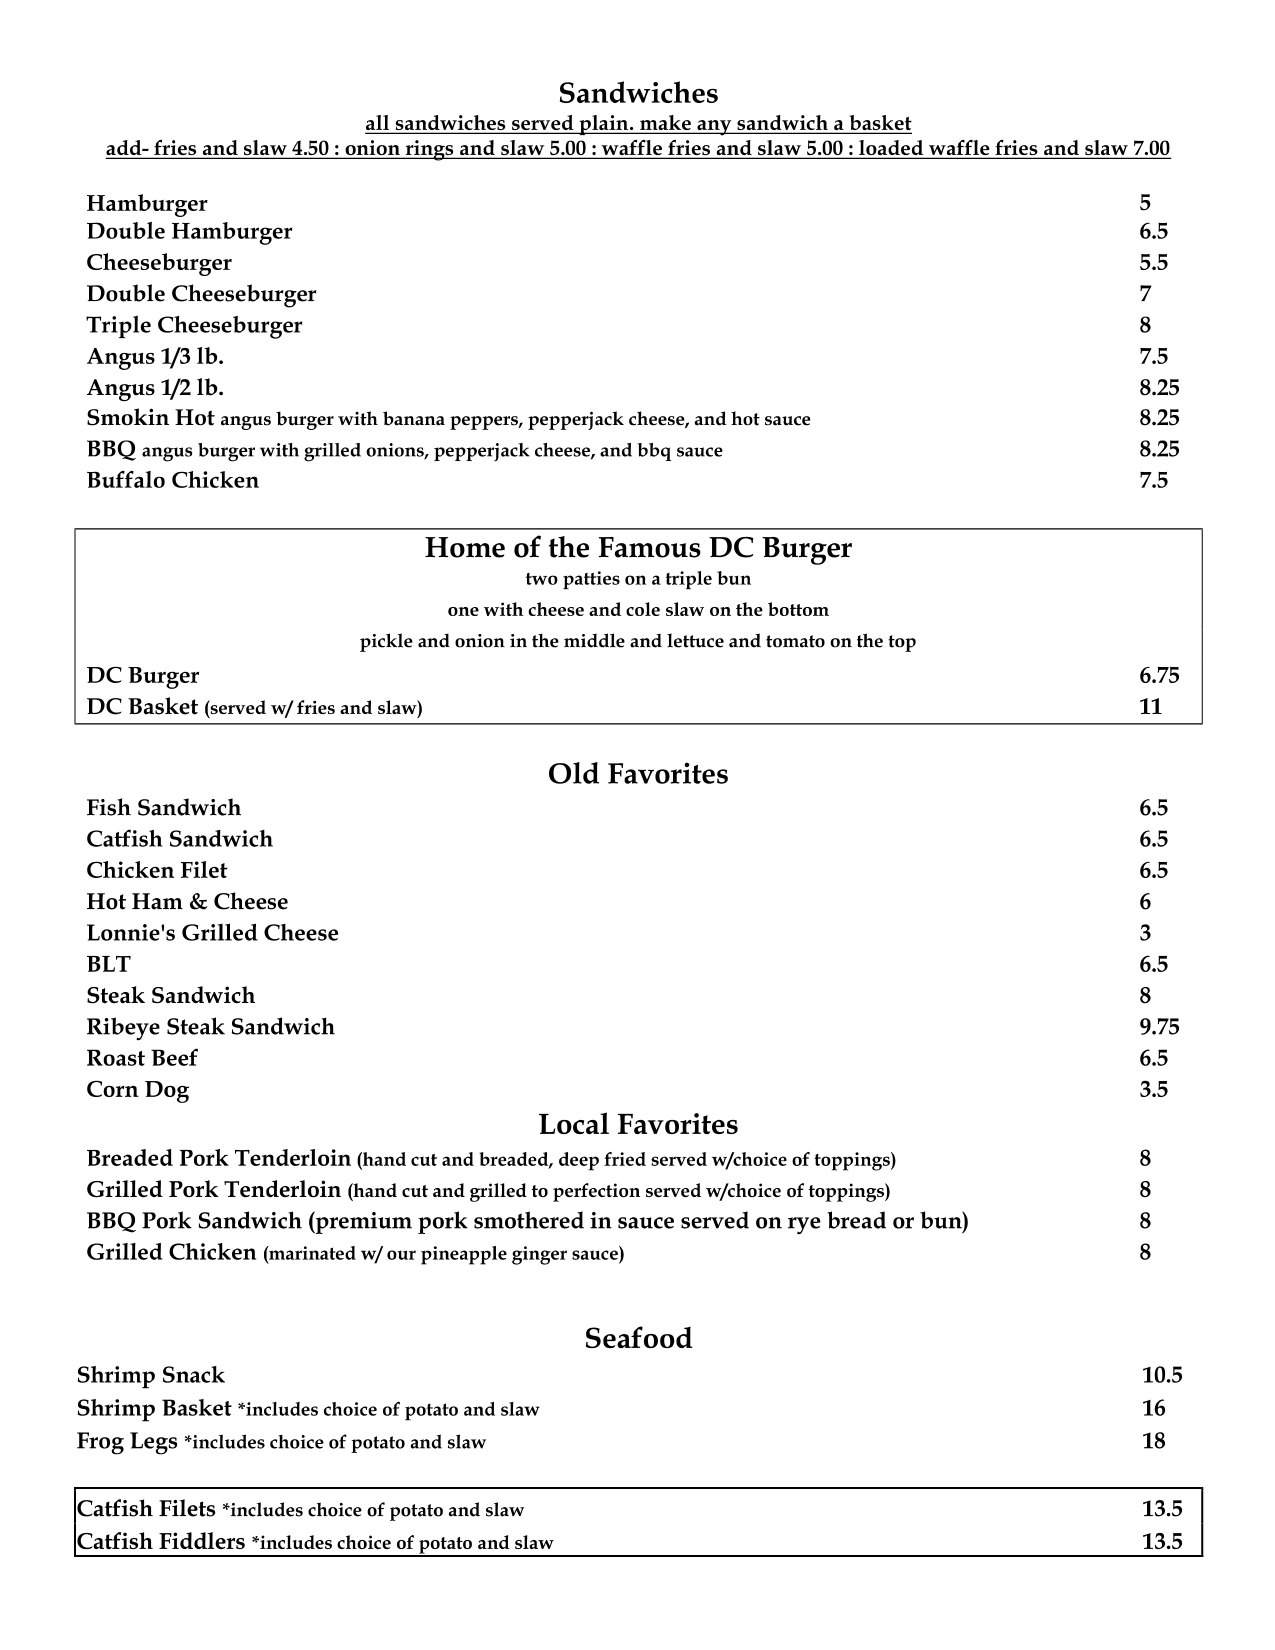 Sandwiches
all sandwiches served plain. make any sandwich a basket
add- fries and slaw 4.50 : onion rings and slaw 5.00 : waffle fries and slaw 5.00 : loaded waffle fries and slaw 7.00
Hamburger 5
Double Hamburger 6.5
Cheeseburger 5.5
Double Cheeseburger 7
Triple Cheeseburger 8
Angus 1/3 lb. 7.5
Angus 1/2 lb. 8.25
Smokin Hot angus burger with banana peppers, pepperjack cheese, and hot sauce 8.25
BBQ angus burger with grilled onions, pepperjack cheese, and bbq sauce 8.25
Buffalo Chicken 7.5
Home of the Famous DC Burger
two patties on a triple bun
one with cheese and cole slaw on the bottom
pickle and onion in the middle and lettuce and tomato on the top
DC Burger 6.75
DC Basket (served w/ fries and slaw) 11
Old Favorites
Fish Sandwich 6.5
Catfish Sandwich 6.5
Chicken Filet 6.5
Hot Ham & Cheese 6
Lonnie's Grilled Cheese 3
BLT 6.5
Steak Sandwich 8
Ribeye Steak Sandwich 9.75
Roast Beef 6.5
Corn Dog 3.5
Local Favorites
Breaded Pork Tenderloin (hand cut and breaded, deep fried served w/choice of toppings) 8
Grilled Pork Tenderloin (hand cut and grilled to perfection served w/choice of toppings) 8
BBQ Pork Sandwich (premium pork smothered in sauce served on rye bread or bun) 8
Grilled Chicken (marinated w/ our pineapple ginger sauce) 8
Seafood
Shrimp Snack 10.5
Shrimp Basket *includes choice of potato and slaw 16
Frog Legs *includes choice of potato and slaw 18
Catfish Filets *includes choice of potato and slaw 13.5
Catfish Fiddlers *includes choice of potato and slaw 13.5